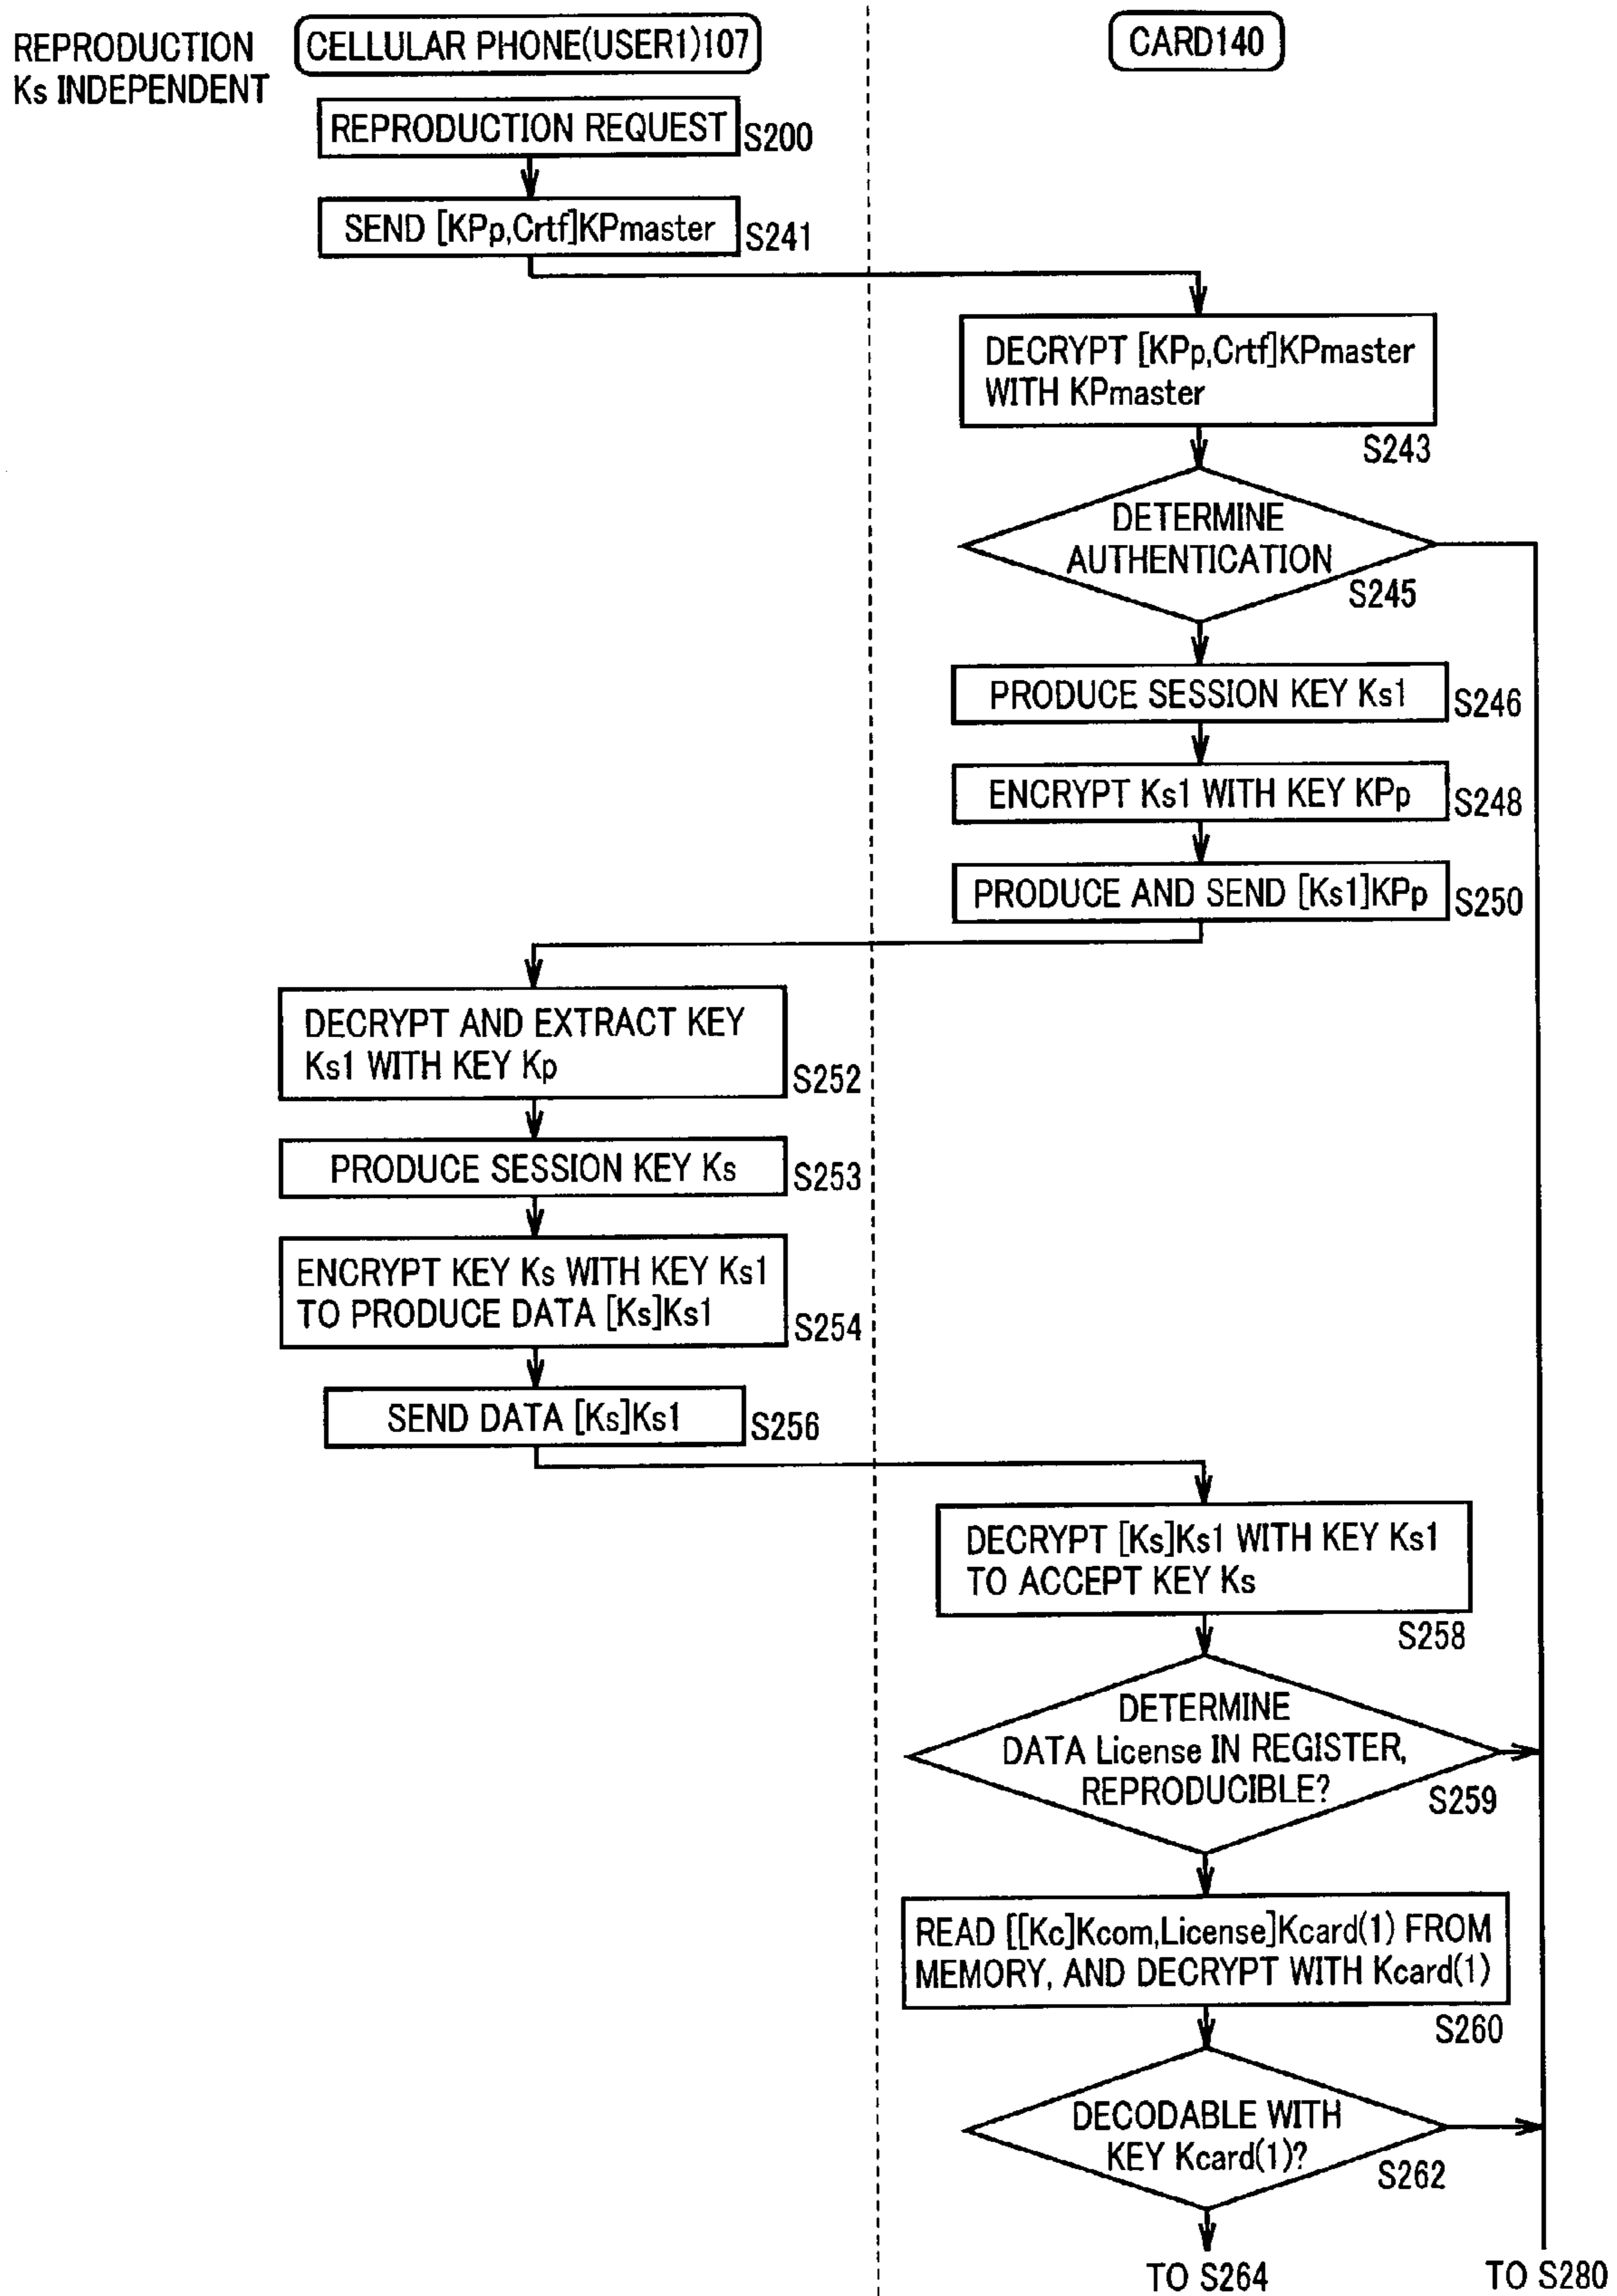 REPRODUCTION
Ks INDEPENDENT
CELLULAR PHONE(USER1)107
CARD140
REPRODUCTION REQUEST
S200
SEND [KPp,Crtf]KPmaster
S241
DECRYPT [KPp,Crtf]KPmaster
WITH KPmaster
S243
DETERMINE
AUTHENTICATION
S245
PRODUCE SESSION KEY Ks1
S246
ENCRYPT Ks1 WITH KEY KPp
S248
PRODUCE AND SEND [Ks1]KPp
S250
DECRYPT AND EXTRACT KEY
Ks1 WITH KEY Kp
S252
PRODUCE SESSION KEY Ks
S253
ENCRYPT KEY Ks WITH KEY Ks1
TO PRODUCE DATA [Ks]Ks1
S254
SEND DATA [Ks]Ks1
S256
DECRYPT [Ks]Ks1 WITH KEY Ks1
TO ACCEPT KEY Ks
S258
DETERMINE
DATA License IN REGISTER,
REPRODUCIBLE?
S259
READ [[Kc]Kcom,License]Kcard(1) FROM
MEMORY, AND DECRYPT WITH Kcard(1)
S260
DECODABLE WITH
KEY Kcard(1)?
S262
TO S264
TO S280